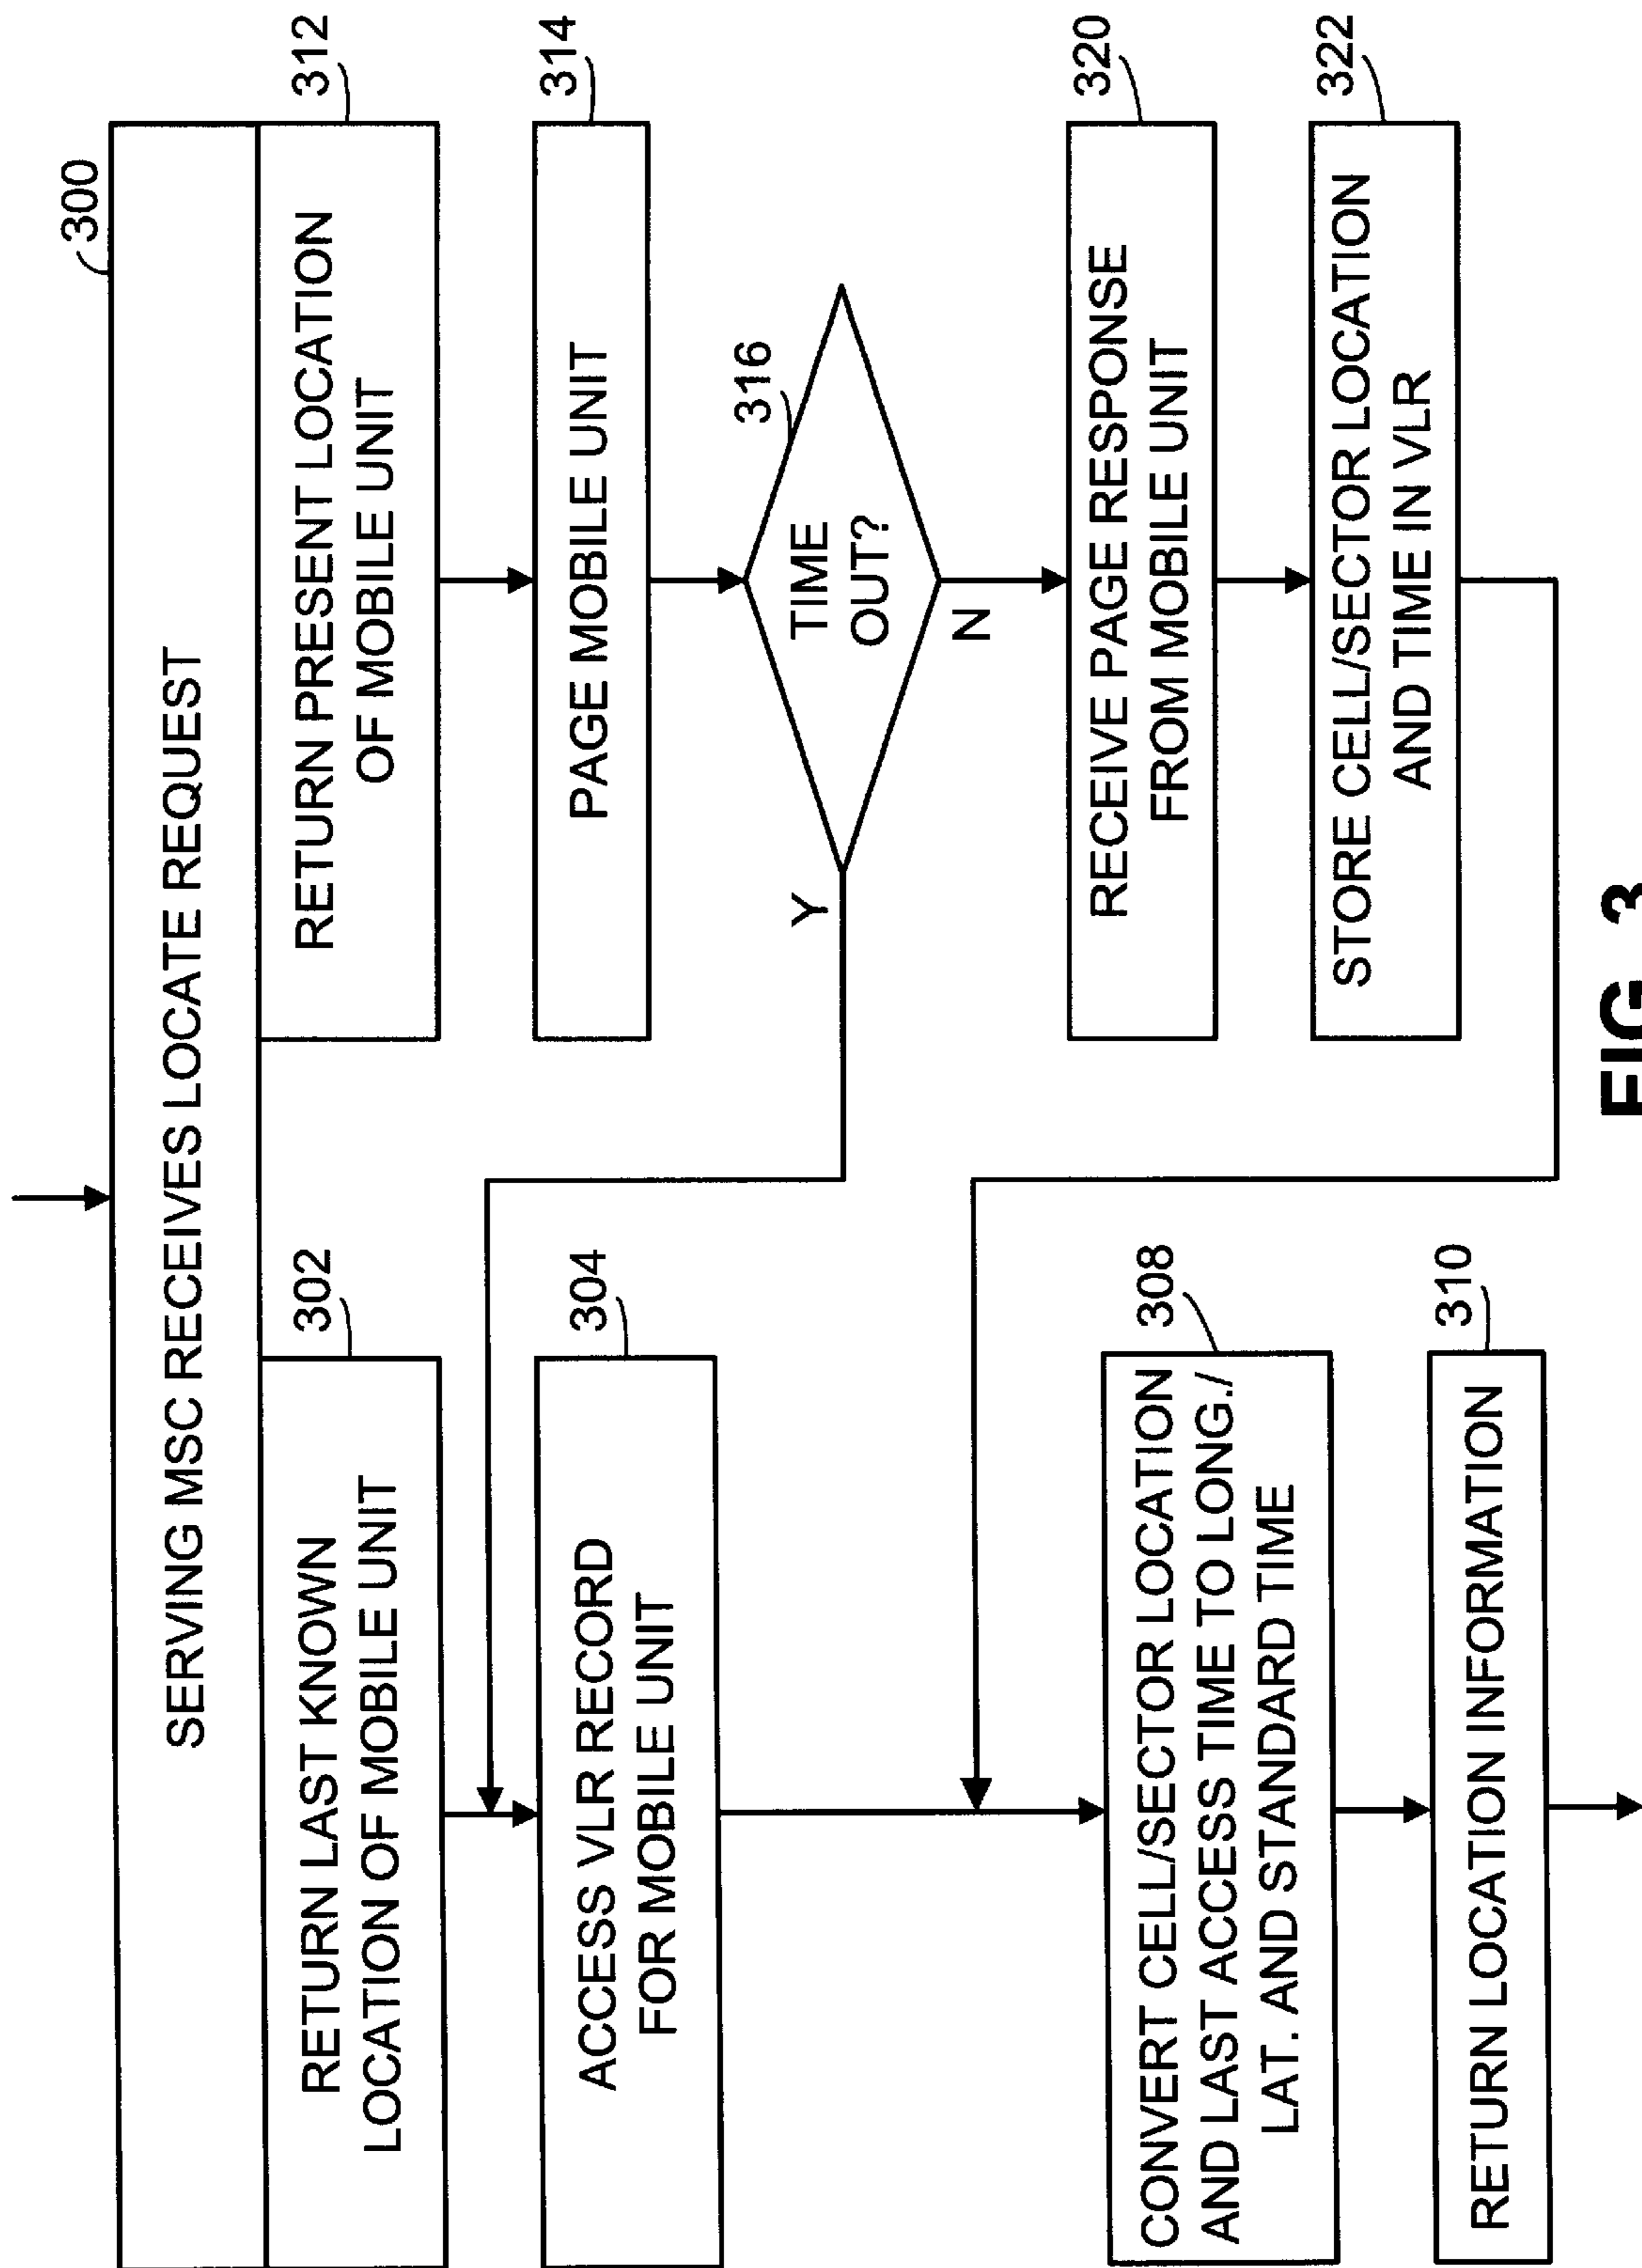 300
SERVING MSC RECEIVES LOCATE REQUEST
302
RETURN LAST KNOWN
LOCATION OF MOBILE UNIT
304
ACCESS VLR RECORD
FOR MOBILE UNIT
308
CONVERT CELL/SECTOR LOCATION
AND LAST ACCESS TIME TO LONG./
LAT. AND STANDARD TIME
310
RETURN LOCATION INFORMATION
312
RETURN PRESENT LOCATION
OF MOBILE UNIT
314
PAGE MOBILE UNIT
316
TIME
OUT?
Y
N
320
RECEIVE PAGE RESPONSE
FROM MOBILE UNIT
322
STORE CELL/SECTOR LOCATION
AND TIME IN VLR
FIG. 3